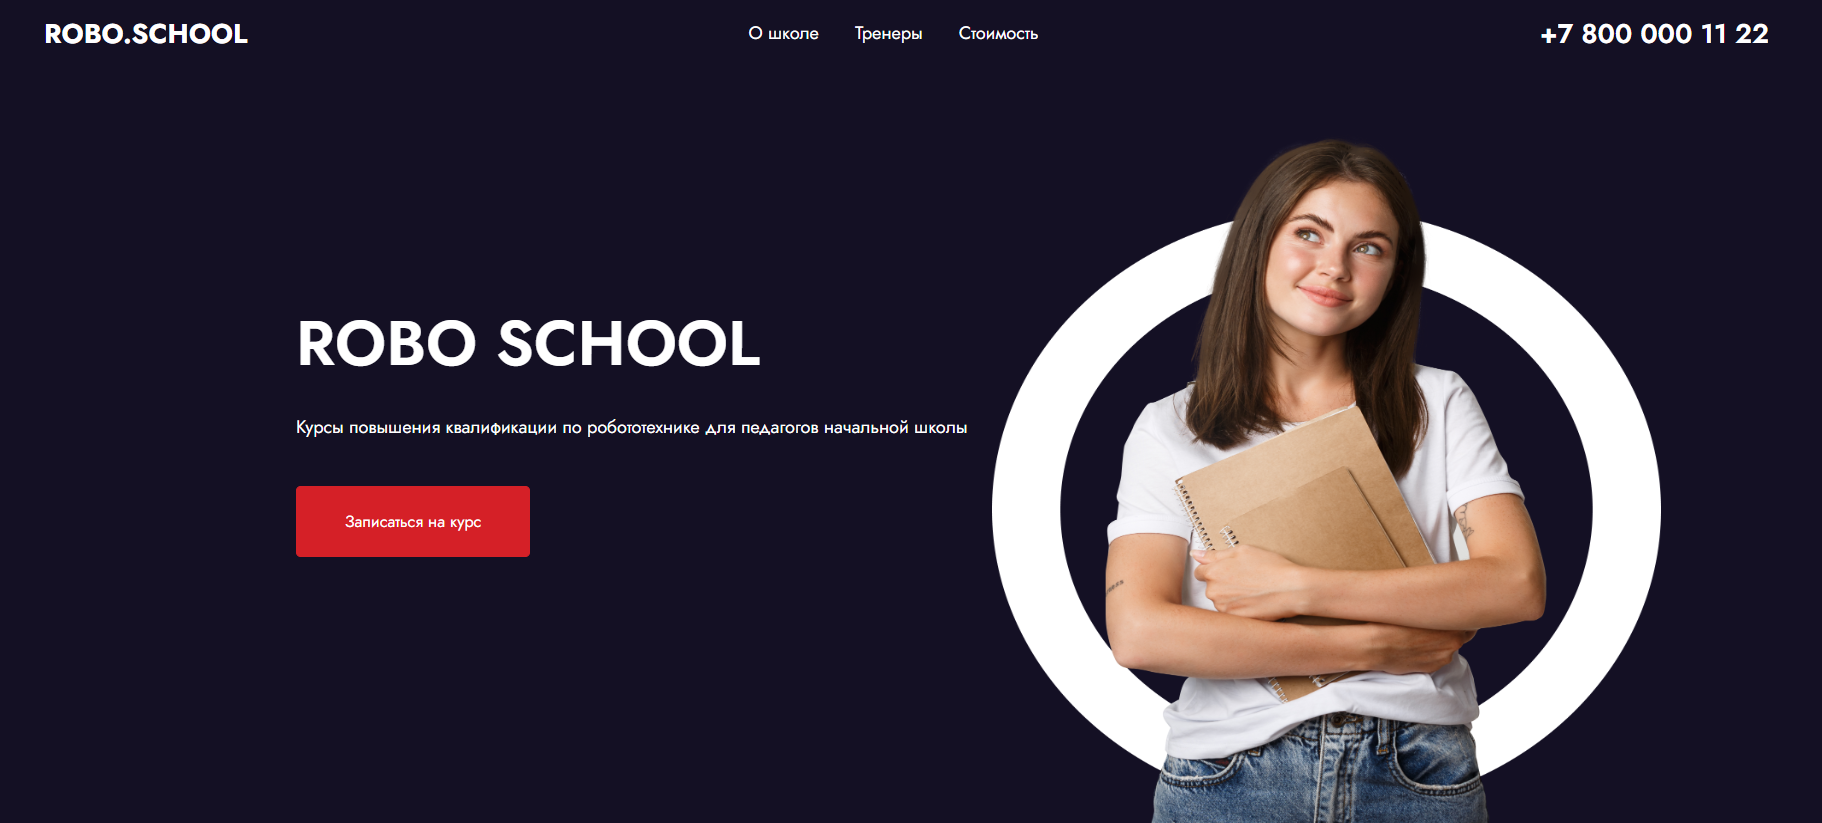 ROBO.SCHOOL
О школе
Тренеры
Стоимость
+7 800 000 11 22
ROBO SCHOOL
Курсы повышения квалификации по робототехнике для педагогов начальной школы
Записаться на курс